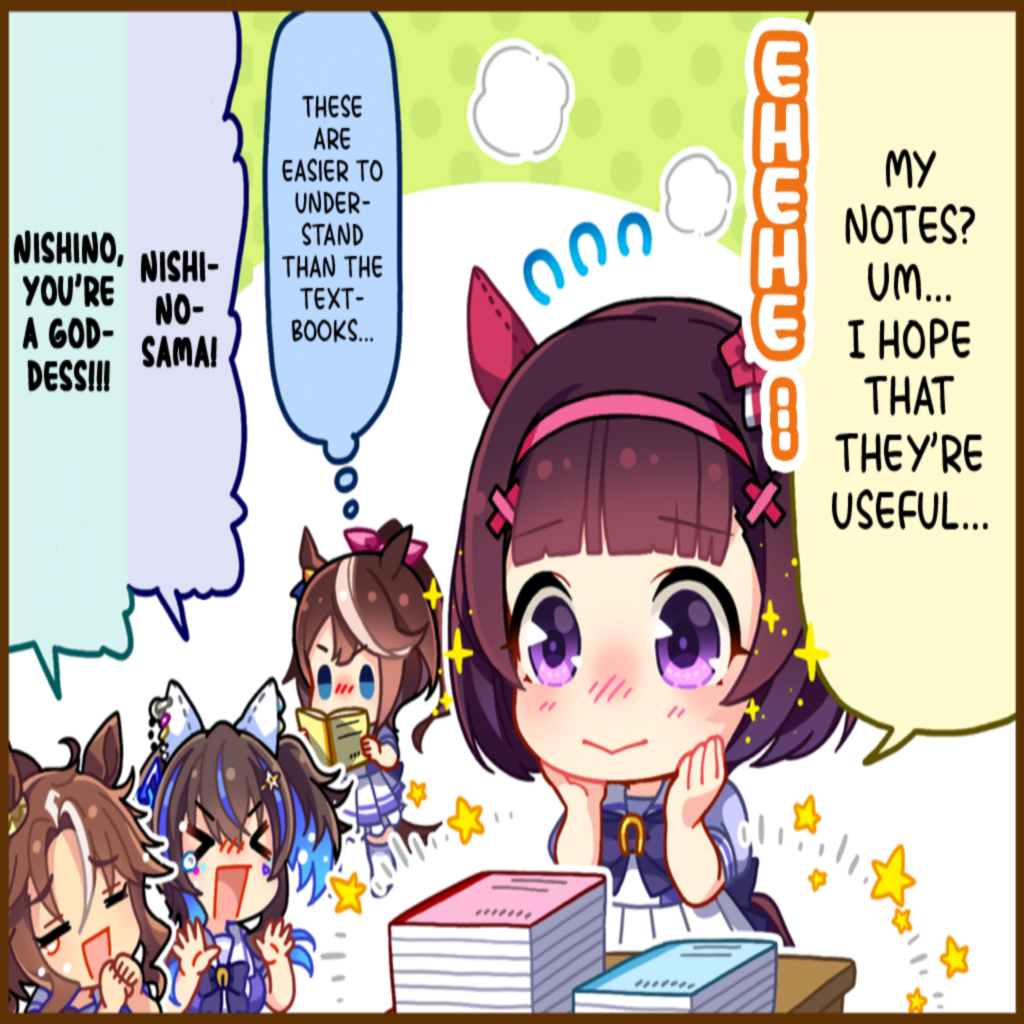 MY
NOTES?
UM...
I HOPE
THAT
THEY'RE
USEFUL...
EHEHE!
THESE
ARE
EASIER TO
UNDER-
STAND
THAN THE
TEXT-
BOOKS...
NISHI-
NO-
SAMA!
NISHINO,
YOU'RE
A GOD-
DESS!!!